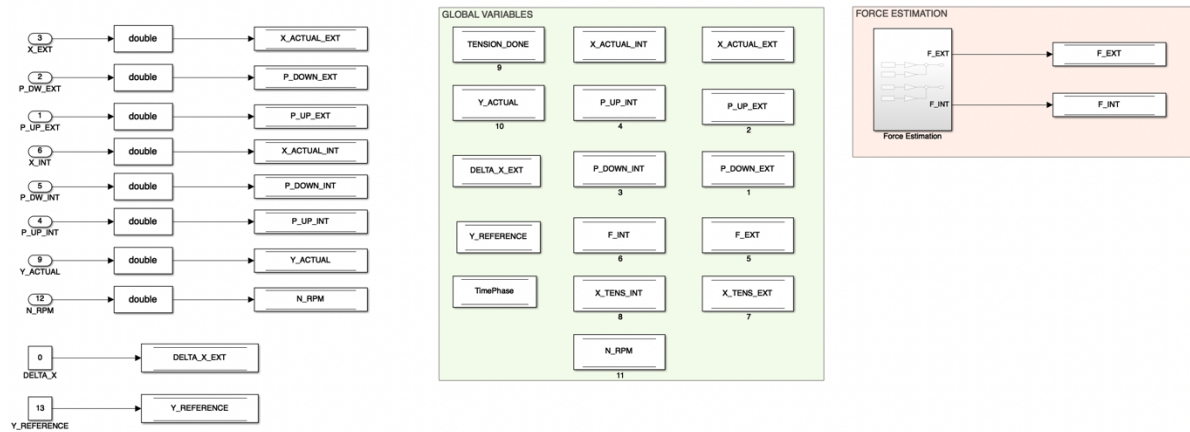 3
X_EXT
double
X_ACTUAL_EXT
2
P_DW_EXT
double
P_DOWN_EXT
1
P_UP_EXT
double
P_UP_EXT
6
X_INT
double
X_ACTUAL_INT
5
P_DW_INT
double
P_DOWN_INT
4
P_UP_INT
double
P_UP_INT
9
Y_ACTUAL
double
Y_ACTUAL
12
N_RPM
double
N_RPM
0
DELTA_X
DELTA_X_EXT
13
Y_REFERENCE
Y_REFERENCE
GLOBAL VARIABLES
TENSION_DONE
9
X_ACTUAL_INT
X_ACTUAL_EXT
Y_ACTUAL
10
P_UP_INT
4
P_UP_EXT
2
DELTA_X_EXT
P_DOWN_INT
3
P_DOWN_EXT
1
Y_REFERENCE
F_INT
6
F_EXT
5
TimePhase
X_TENS_INT
8
X_TENS_EXT
7
N_RPM
11
FORCE ESTIMATION
F_EXT
F_INT
Force Estimation
F_EXT
F_INT